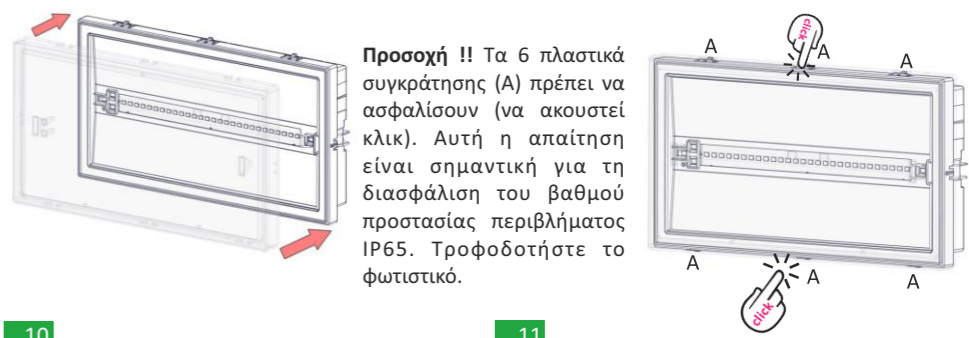 Προσοχή !! Τα 6 πλαστικά
συγκράτησης (Α) πρέπει να
ασφαλίσουν (να ακουστεί
κλικ). Αυτή η απαίτηση
είναι σημαντική για τη
διασφάλιση του βαθμού
προστασίας περιβλήματος
IP65. Τροφοδοτήστε το
φωτιστικό.
A
click
A
A
A
click
A
A
10
11